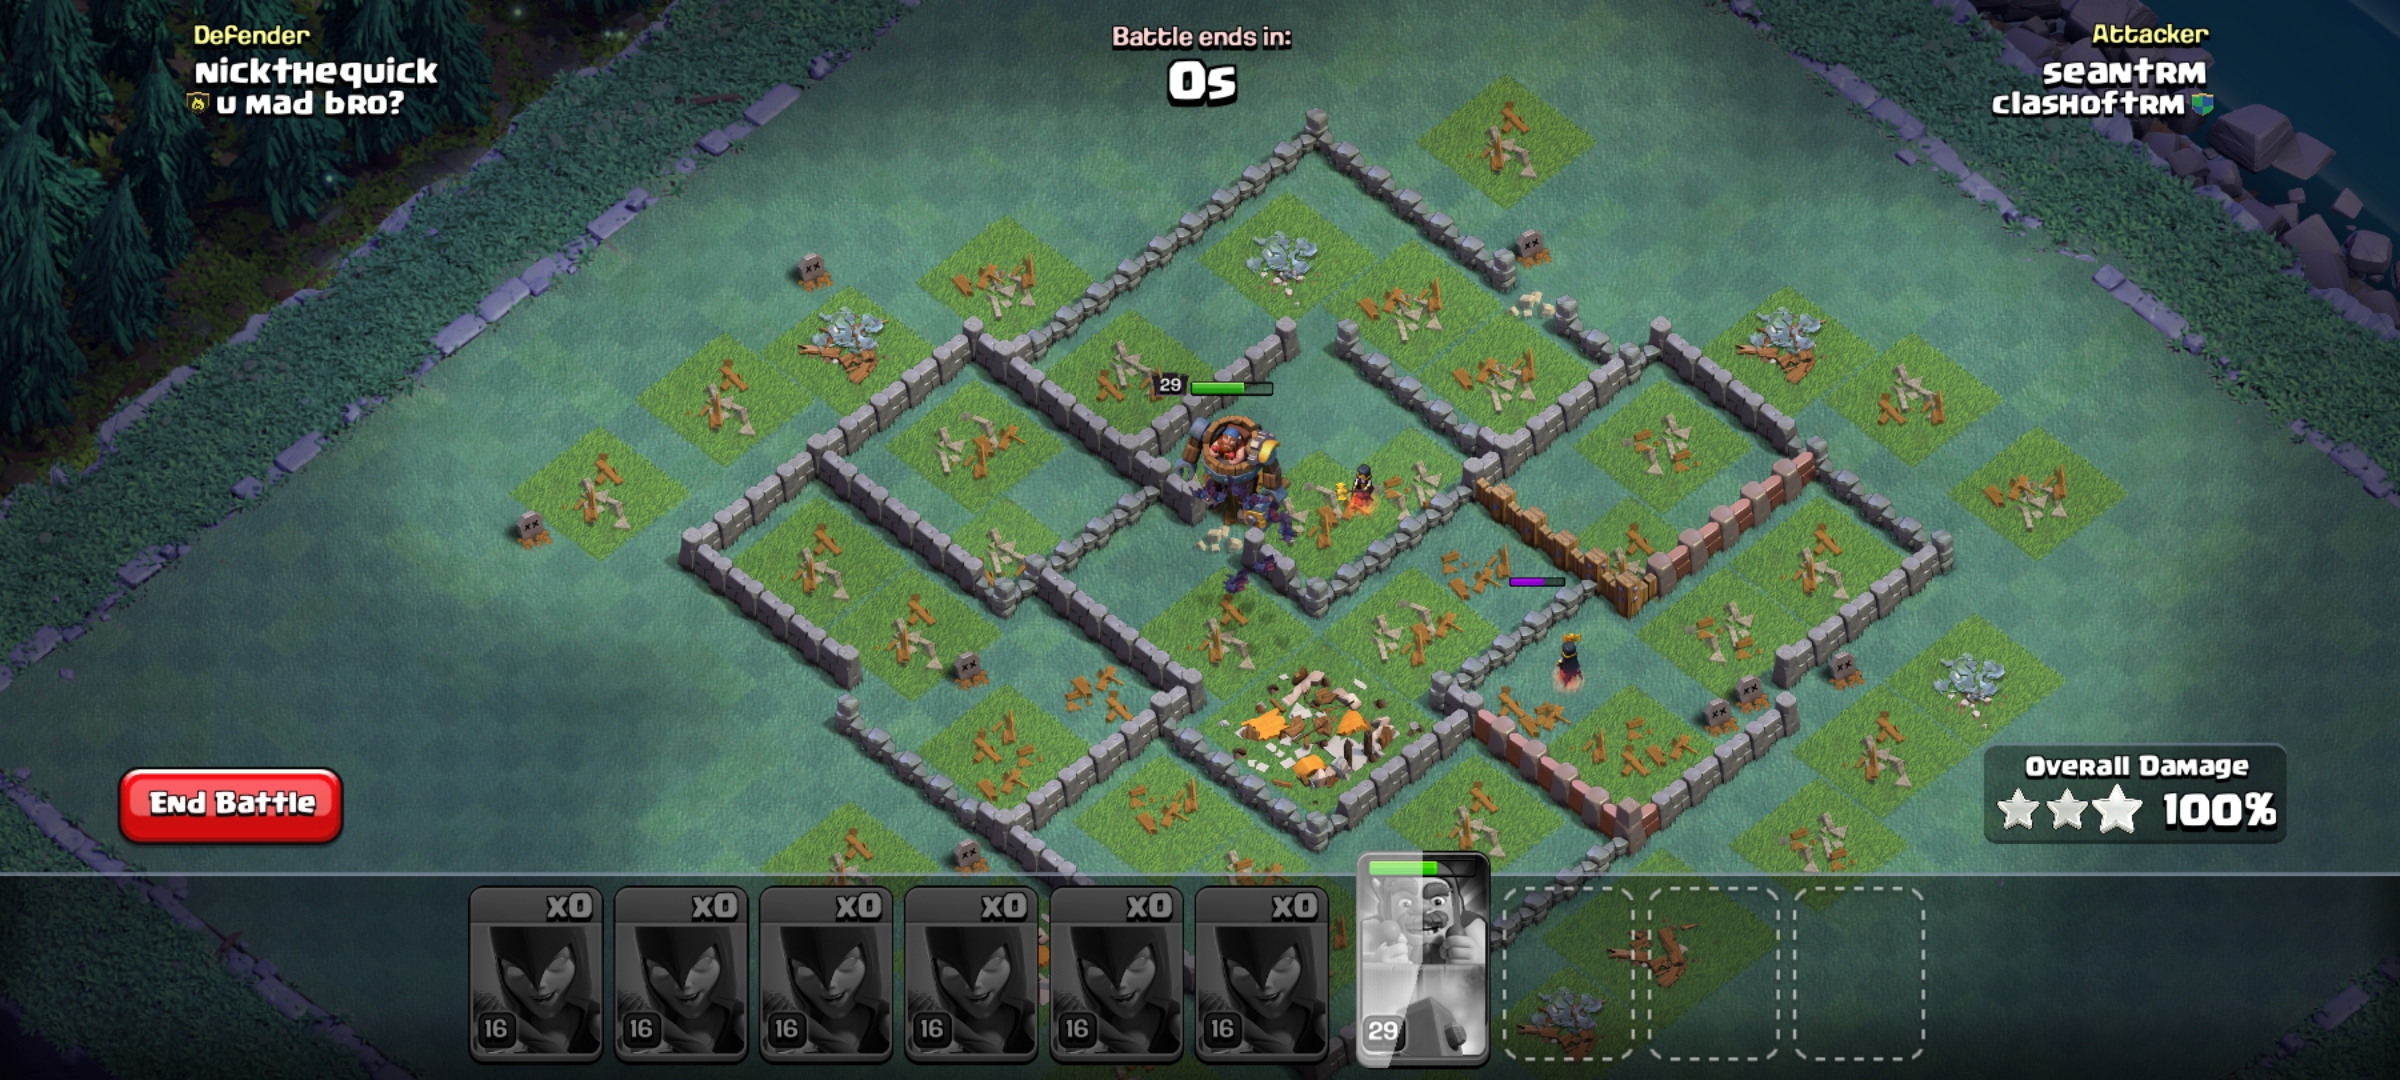 Defender
nickthequick
u mad bro?
Battle ends in:
0s
Attacker
seantrm
clashoftrm
29
End Battle
Overall Damage
100%
x0
x0
x0
x0
x0
x0
16
16
16
16
16
16
29